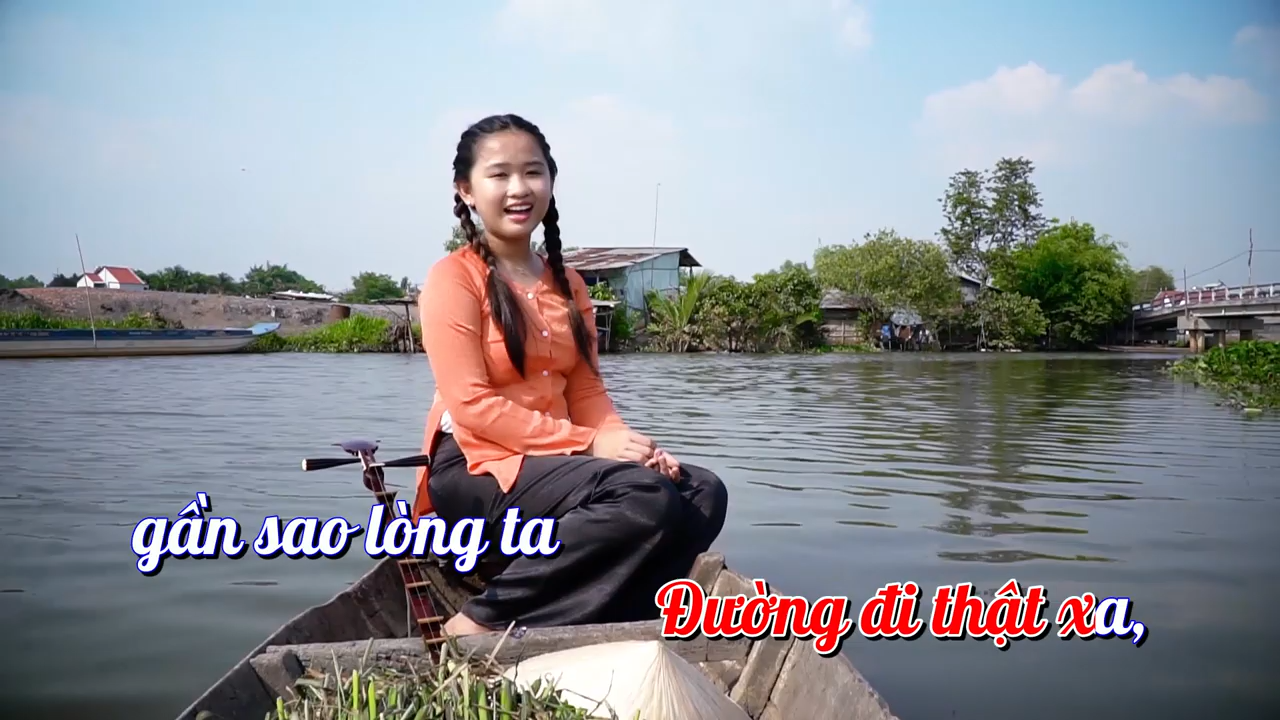 gần sao lòng ta
Đường đi thật xa,